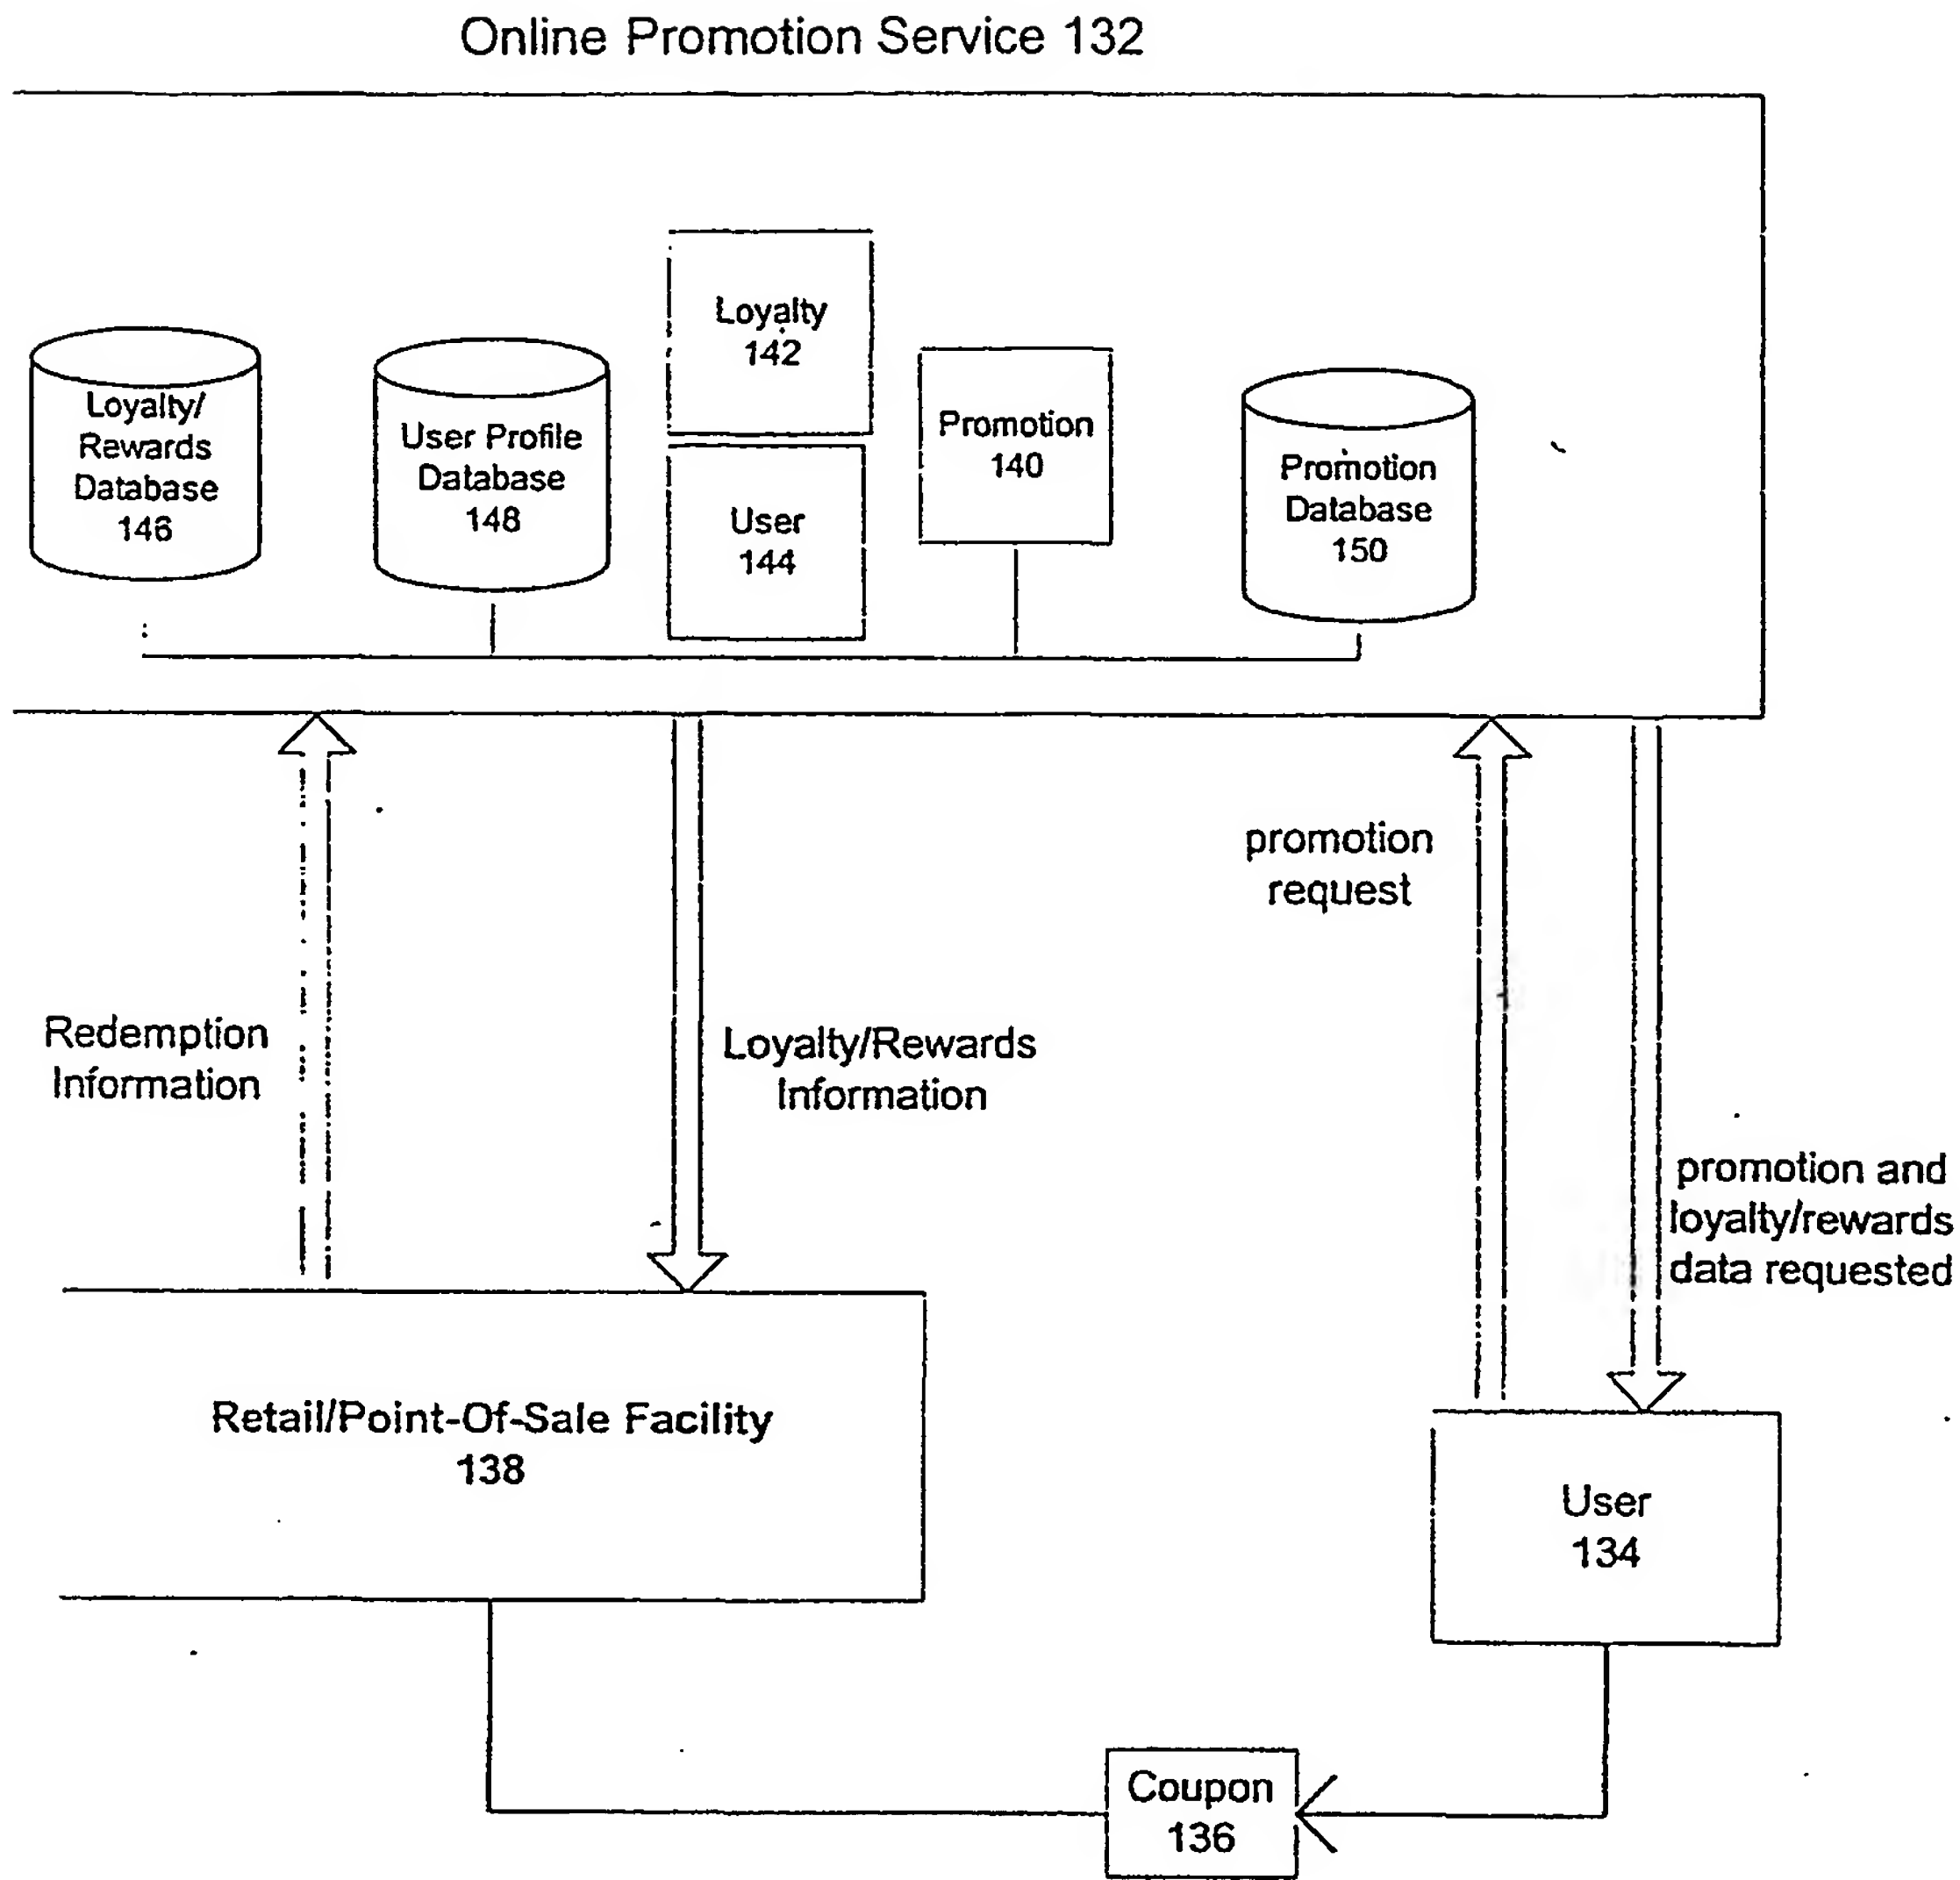 Online Promotion Service 132
Loyalty/
Rewards
Database
146
User Profile
Database
148
Loyalty
142
User
144
Promotion
140
Promotion
Database
150
promotion
request
Redemption
Information
Loyalty/Rewards
Information
promotion and
loyalty/rewards
data requested
Retail/Point-Of-Sale Facility
138
User
134
Coupon
136